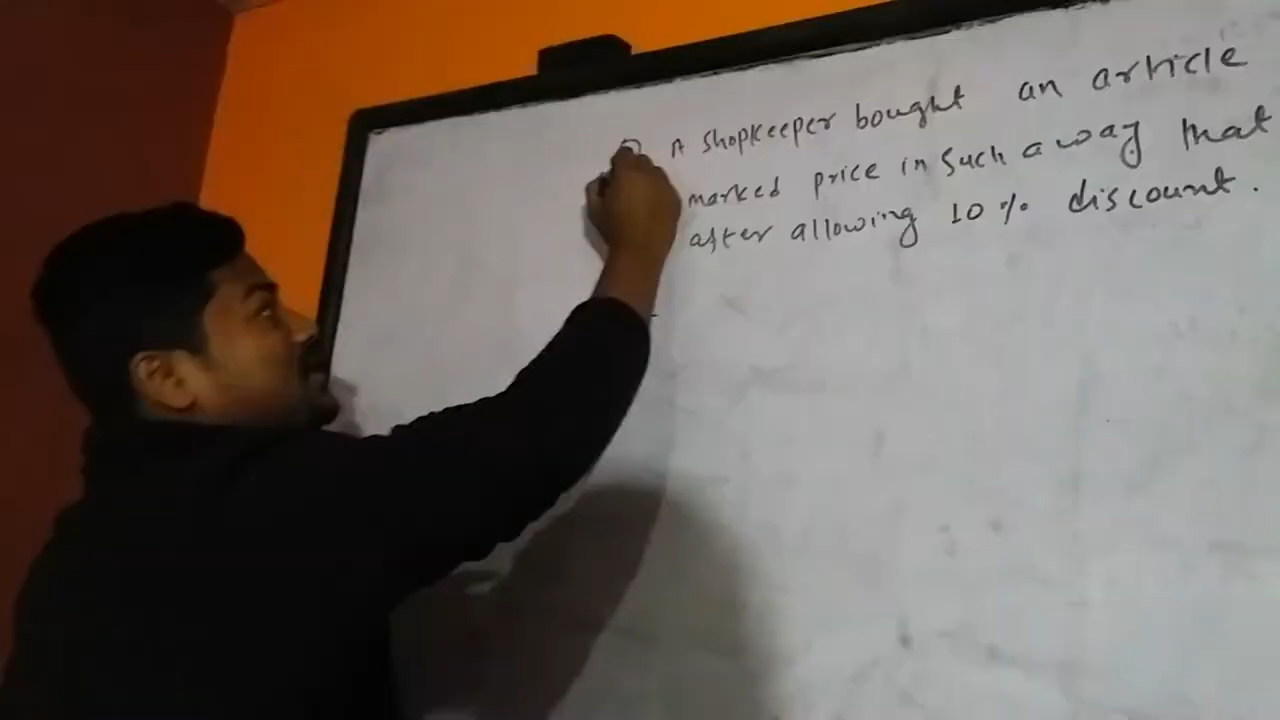 A shopkeeper bought an article
marked price in such a way that
after allowing 10% discount.